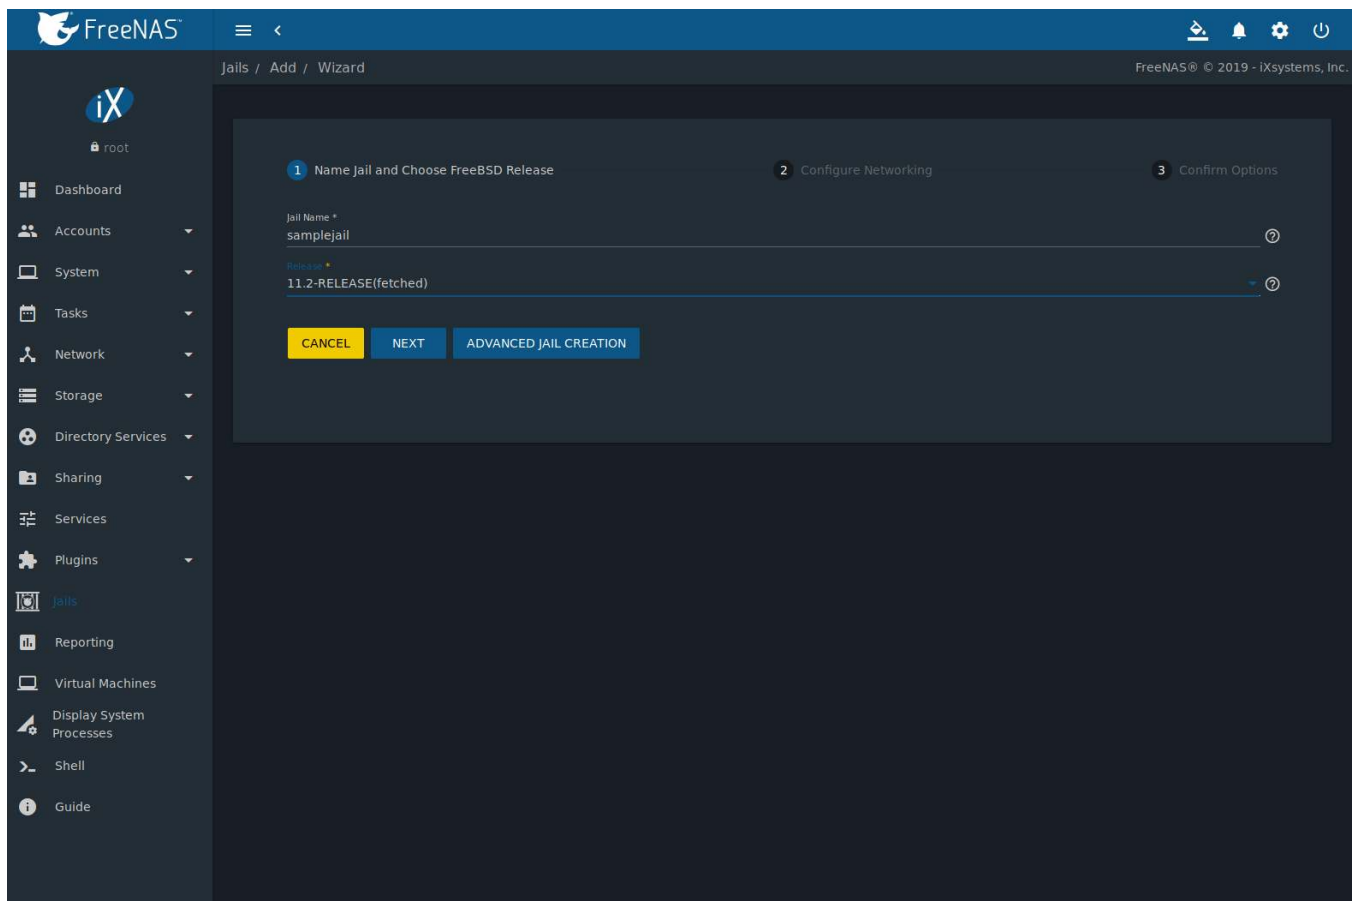 FreeNAS™
Jails / Add / Wizard
FreeNAS® © 2019 - iXsystems, Inc.
iX
root
Dashboard
Accounts
System
Tasks
Network
Storage
Directory Services
Sharing
Services
Plugins
Jails
Reporting
Virtual Machines
Display System
Processes
Shell
Guide
1 Name Jail and Choose FreeBSD Release
2 Configure Networking
3 Confirm Options
Jail Name *
samplejail
Release *
11.2-RELEASE(fetched)
CANCEL NEXT ADVANCED JAIL CREATION